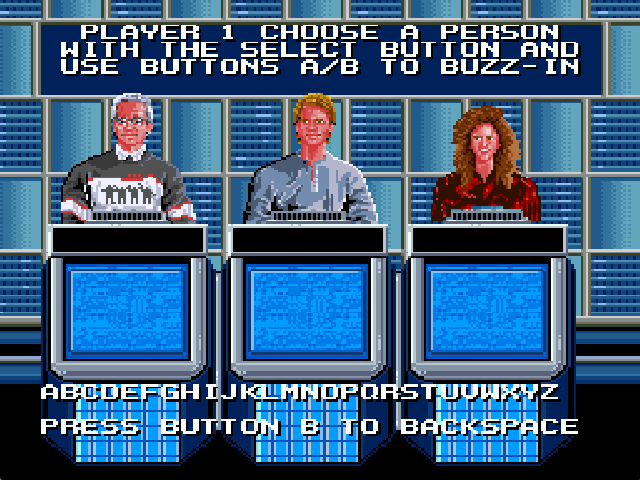 PLAYER 1 CHOOSE A PERSON
WITH THE SELECT BUTTON AND
USE BUTTONS A/B TO BUZZ-IN
ABCDEFGHIJKLMNOPQRSTUVWXYZ
PRESS BUTTON B TO BACKSPACE